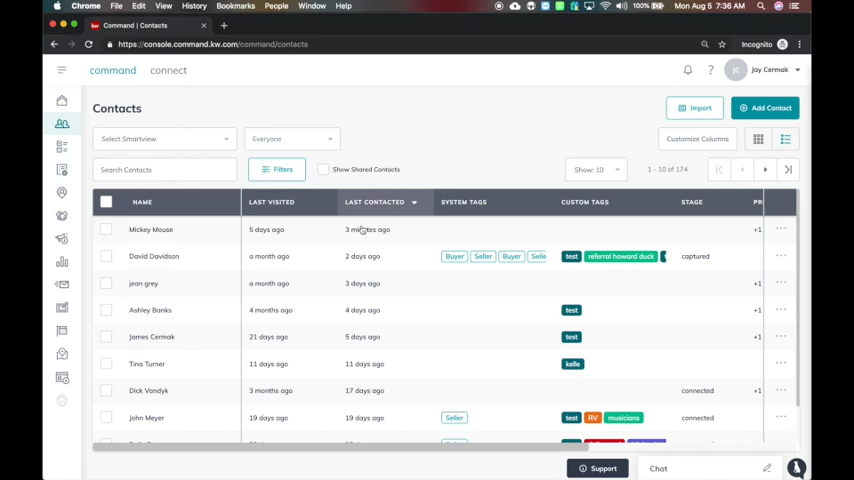 Chrome File Edit View History Bookmarks People Window Help 100% Mon Aug 5 7:36 AM
Command | Contacts
https://console.command.kw.com/command/contacts Incognito
command connect ? JC Jay Cermak
Contacts Import Add Contact
Select Smartview Everyone Customize Columns
Search Contacts Filters Show Shared Contacts Show: 10 1 - 10 of 174
NAME LAST VISITED LAST CONTACTED SYSTEM TAGS CUSTOM TAGS STAGE PR
Mickey Mouse 5 days ago 3 minutes ago +1
David Davidson a month ago 2 days ago Buyer Seller Buyer Selle test referral howard duck captured
jean grey a month ago 3 days ago +1
Ashley Banks 4 months ago 4 days ago test
James Cermak 21 days ago 5 days ago test +1
Tina Turner 11 days ago 11 days ago kelle
Dick Vandyk 3 months ago 17 days ago connected +1
John Meyer 19 days ago 19 days ago Seller test RV musicians connected
Support Chat